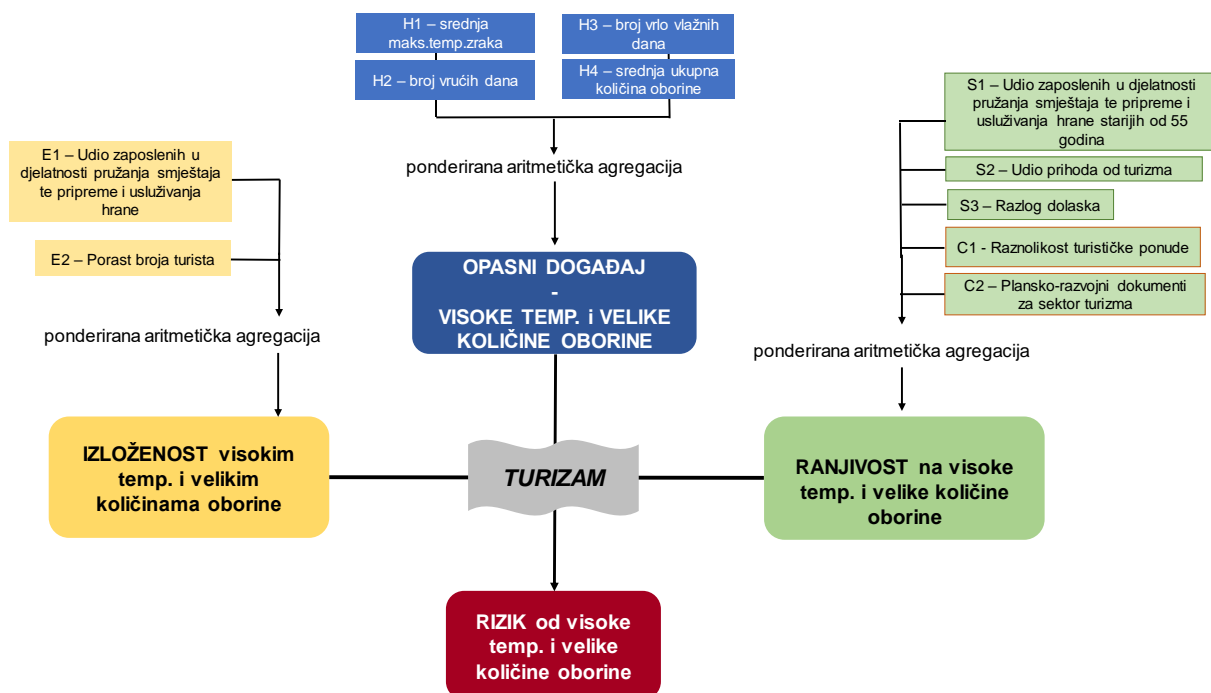 H1 – srednja
maks.temp.zraka
H3 – broj vrlo vlažnih
dana
H2 – broj vrućih dana
H4 – srednja ukupna
količina oborine
ponderirana aritmetička agregacija
OPASNI DOGAĐAJ
-
VISOKE TEMP. i VELIKE
KOLIČINE OBORINE
E1 – Udio zaposlenih u
djelatnosti pružanja smještaja
te pripreme i usluživanja
hrane
E2 – Porast broja turista
ponderirana aritmetička agregacija
IZLOŽENOST visokim
temp. i velikim
količinama oborine
S1 – Udio zaposlenih u djelatnosti
pružanja smještaja te pripreme i
usluživanja hrane starijih od 55
godina
S2 – Udio prihoda od turizma
S3 – Razlog dolaska
C1 - Raznolikost turističke ponude
C2 – Plansko-razvojni dokumenti
za sektor turizma
ponderirana aritmetička agregacija
RANJIVOST na visoke
temp. i velike količine
oborine
TURIZAM
RIZIK od visoke
temp. i velike
količine oborine